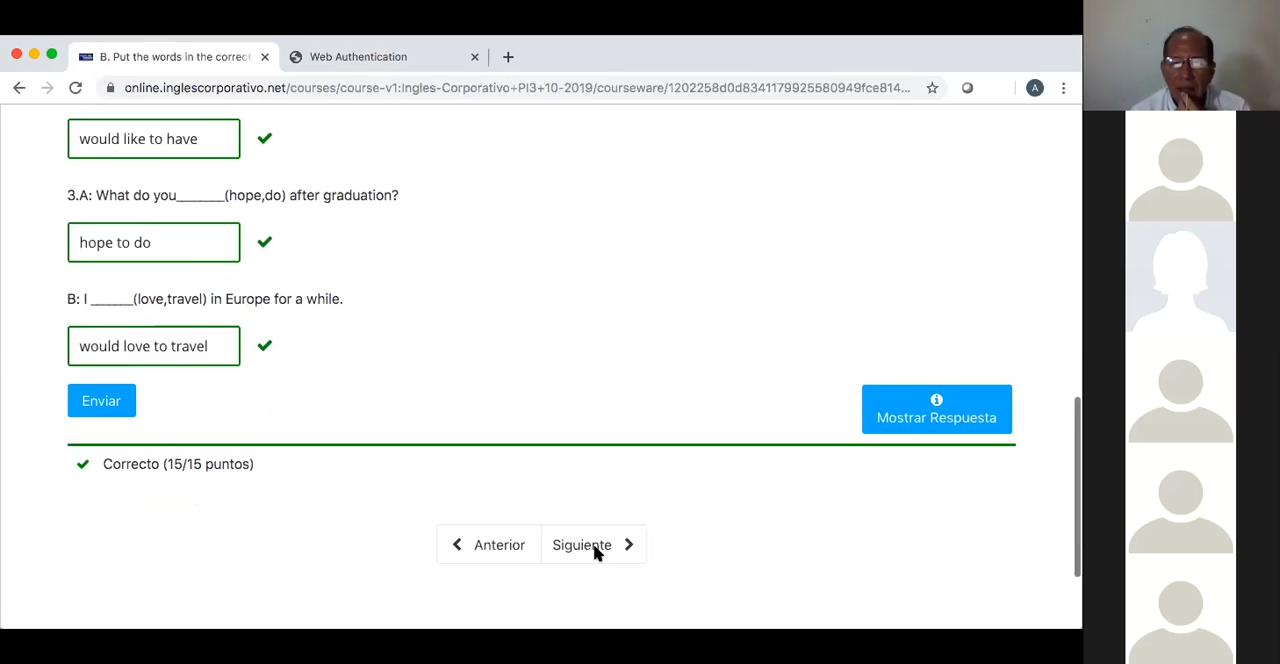 B. Put the words in the correct
Web Authentication
online.inglescorporativo.net/courses/course-v1:Ingles-Corporativo+PI3+10-2019/courseware/1202258d0d8341179925580949fce814...
A
would like to have
3.A: What do you_______(hope,do) after graduation?
hope to do
B: I ______(love,travel) in Europe for a while.
would love to travel
Enviar
Mostrar Respuesta
Correcto (15/15 puntos)
Anterior
Siguiente